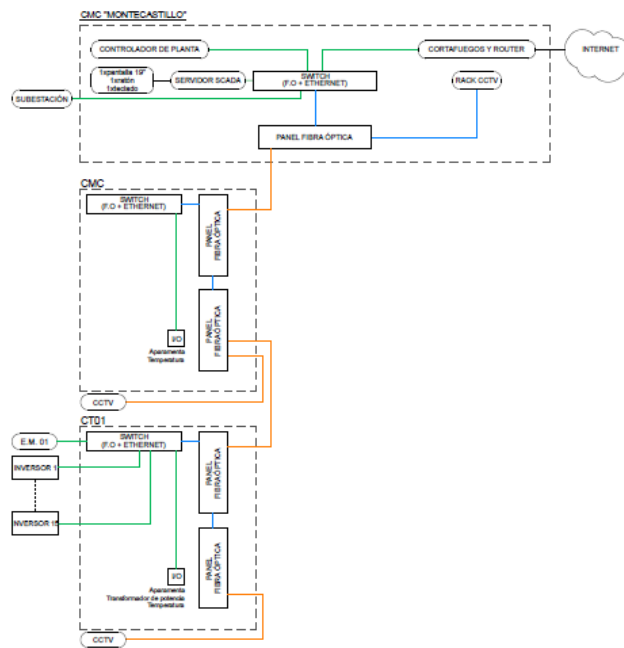 CMC "MONTECASTILLO"
CONTROLADOR DE PLANTA
CORTAFUEGOS Y ROUTER
INTERNET
1xpantalla 19"
1xratón
1xteclado
SERVIDOR SCADA
SWITCH
(F.O + ETHERNET)
RACK CCTV
SUBESTACIÓN
PANEL FIBRA ÓPTICA
CMC
SWITCH
(F.O + ETHERNET)
PANEL
FIBRA ÓPTICA
PANEL
FIBRA ÓPTICA
I/O
Aparamenta
Temperatura
CCTV
CT01
E.M. 01
SWITCH
(F.O + ETHERNET)
PANEL
FIBRA ÓPTICA
INVERSOR 1
INVERSOR 15
PANEL
FIBRA ÓPTICA
I/O
Aparamenta
Transformador de potencia
Temperatura
CCTV